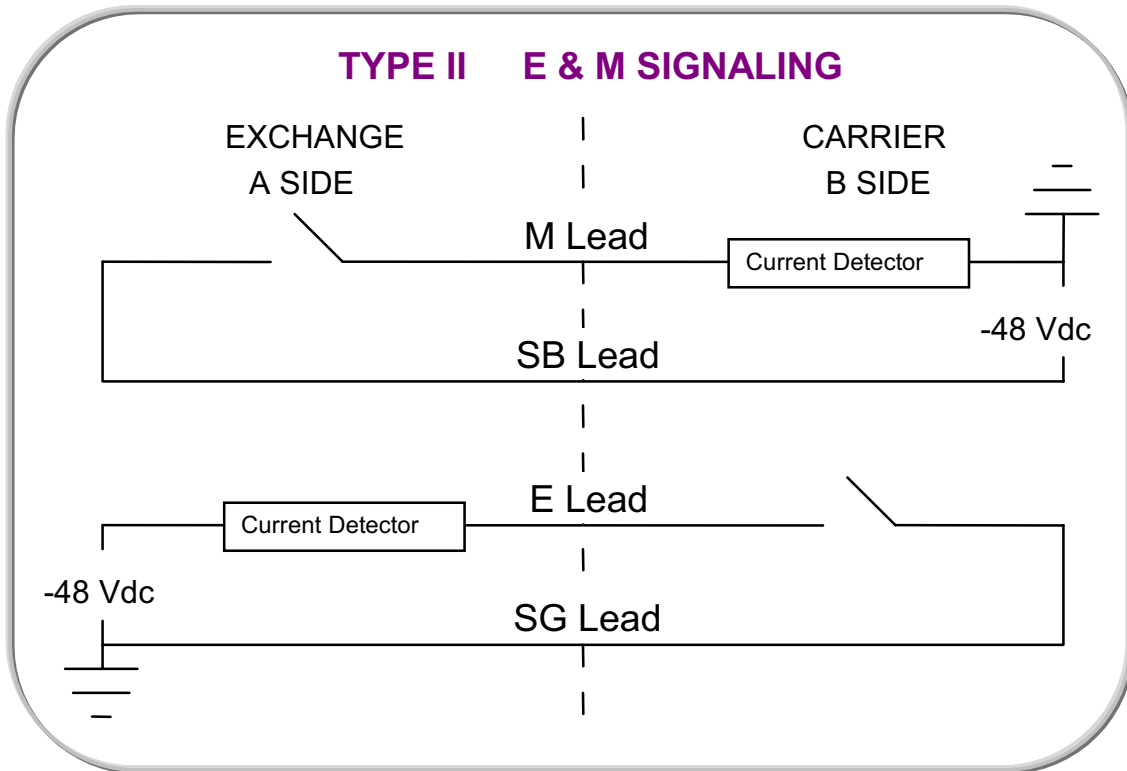 TYPE II E & M SIGNALING
EXCHANGE
A SIDE
CARRIER
B SIDE
M Lead
Current Detector
-48 Vdc
SB Lead
E Lead
Current Detector
-48 Vdc
SG Lead